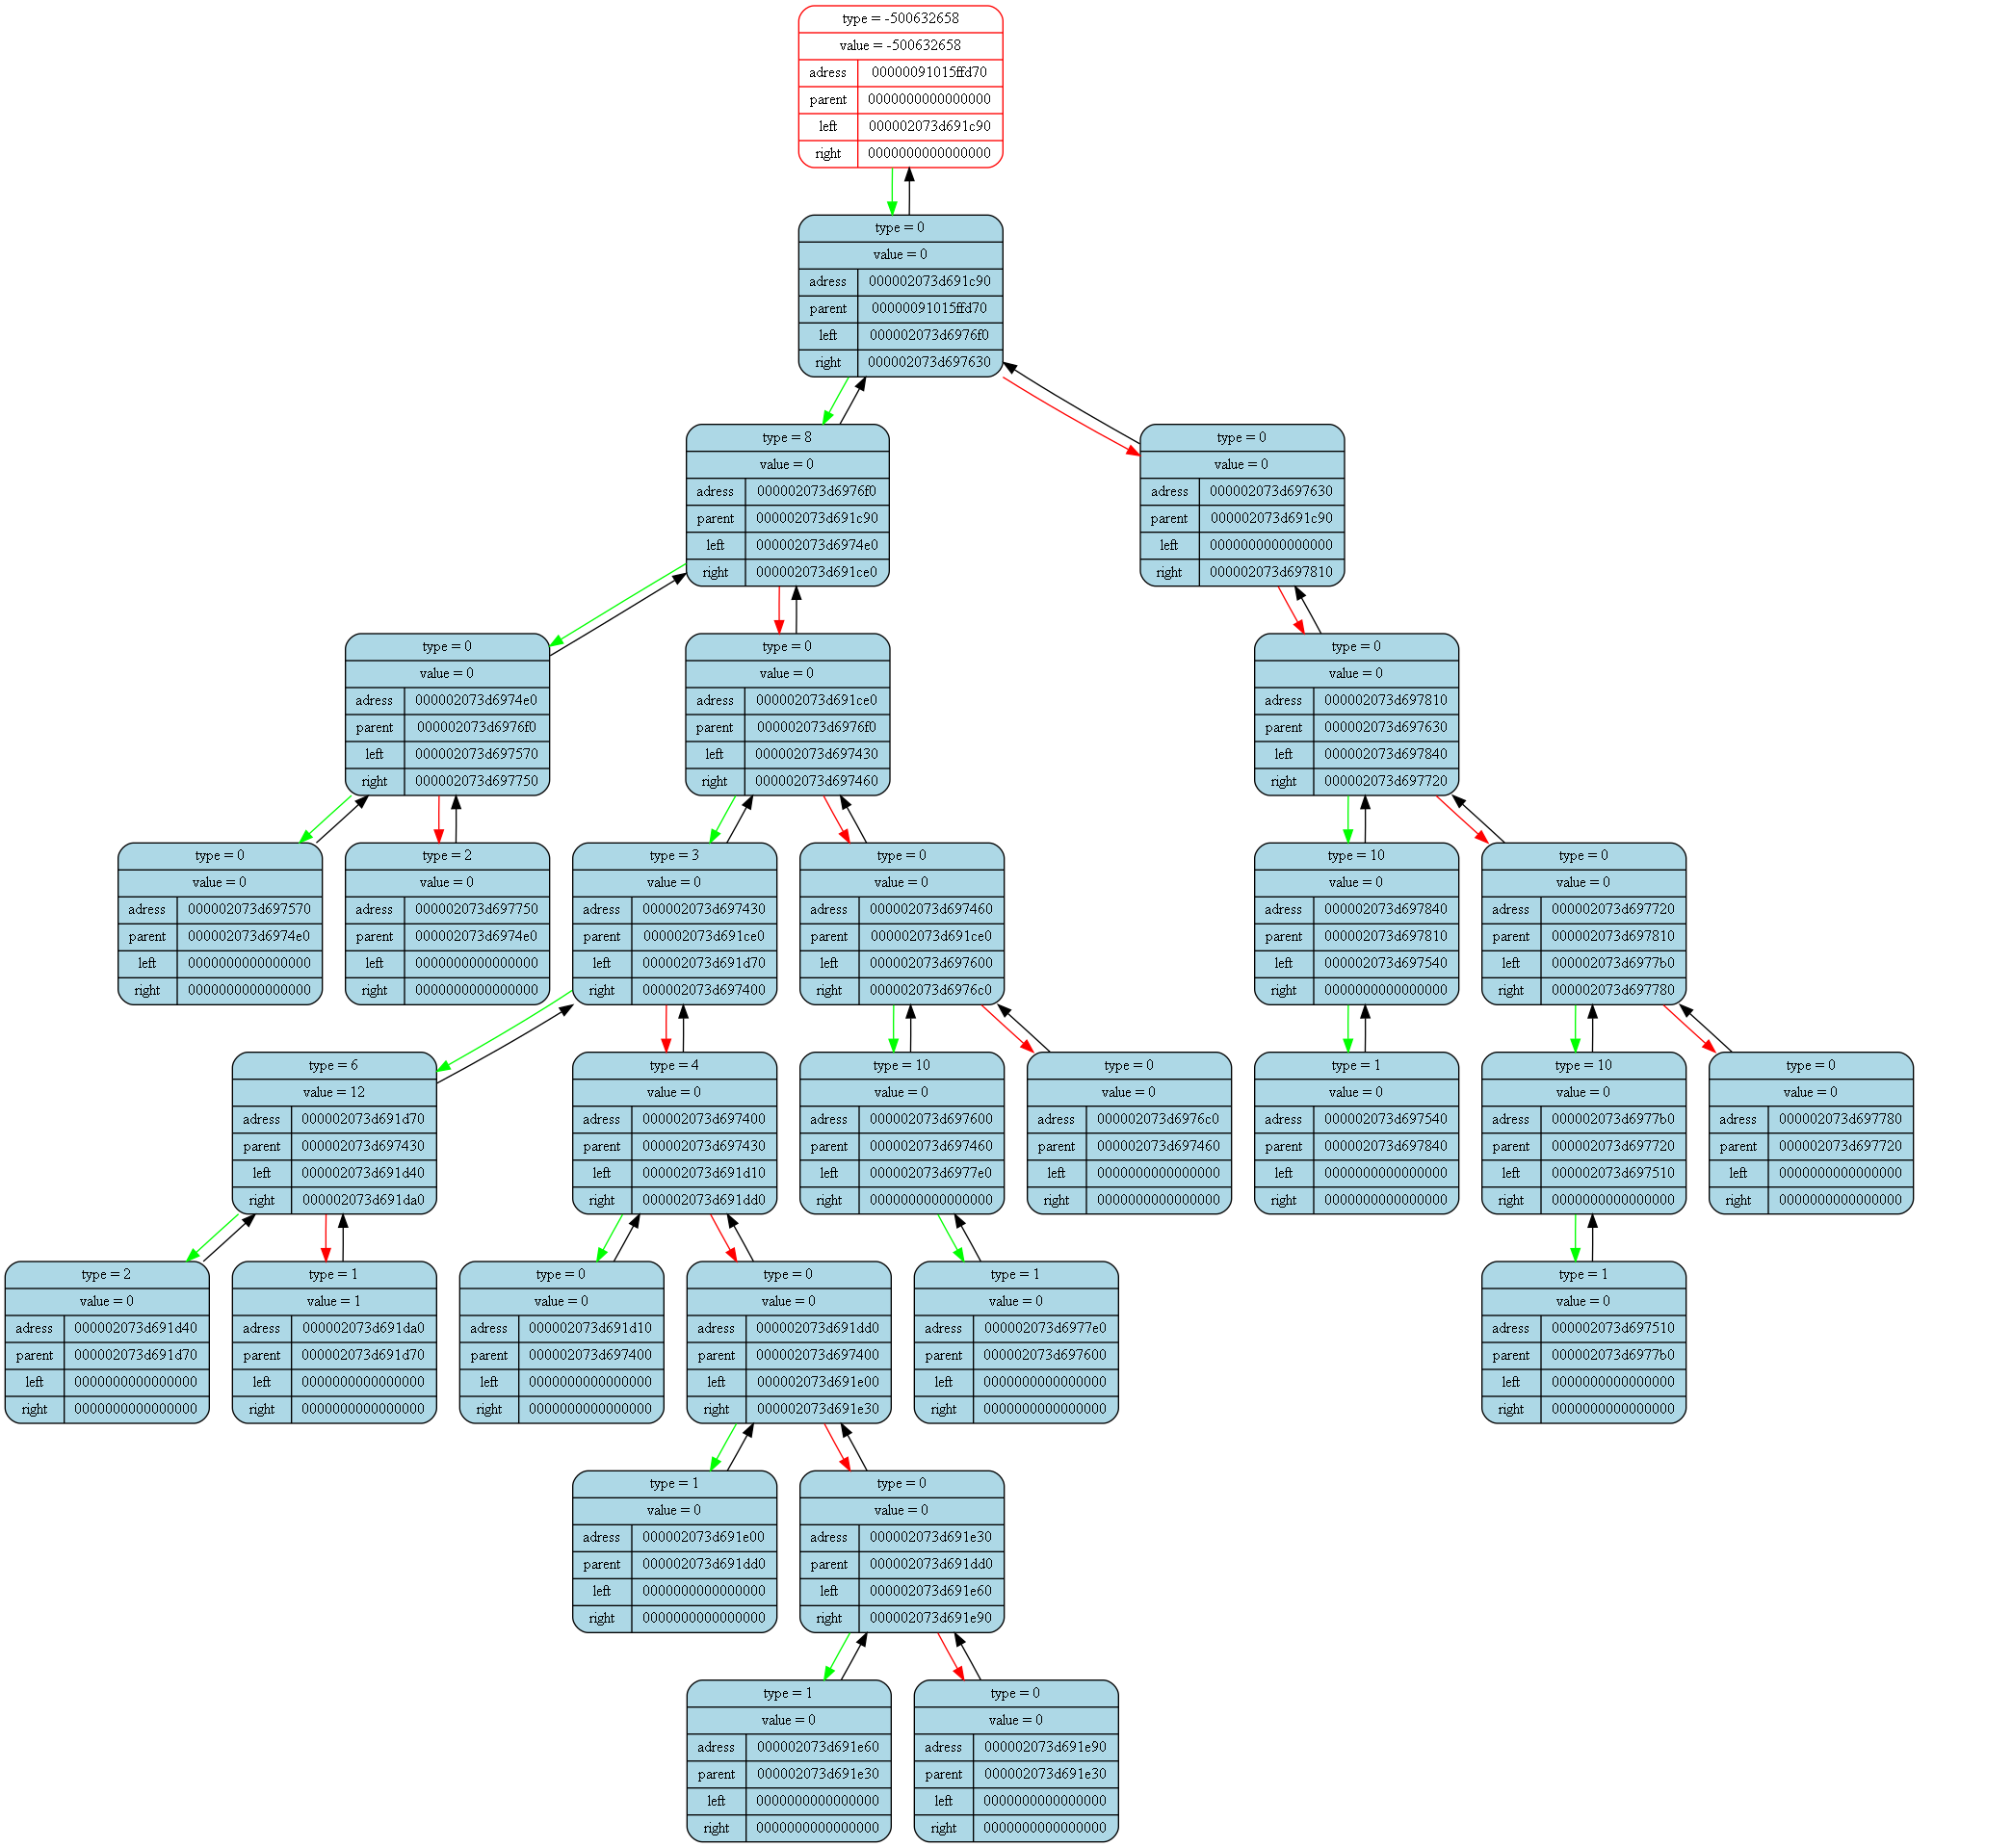 type = -500632658
value = -500632658
adress 00000091015ffd70
parent 0000000000000000
left 000002073d691c90
right 0000000000000000
type = 0
value = 0
adress 000002073d691c90
parent 00000091015ffd70
left 000002073d6976f0
right 000002073d697630
type = 8
value = 0
adress 000002073d6976f0
parent 000002073d691c90
left 000002073d6974e0
right 000002073d691ce0
type = 0
value = 0
adress 000002073d697630
parent 000002073d691c90
left 0000000000000000
right 000002073d697810
type = 0
value = 0
adress 000002073d6974e0
parent 000002073d6976f0
left 000002073d697570
right 000002073d697750
type = 0
value = 0
adress 000002073d691ce0
parent 000002073d6976f0
left 000002073d697430
right 000002073d697460
type = 0
value = 0
adress 000002073d697810
parent 000002073d697630
left 000002073d697840
right 000002073d697720
type = 0
value = 0
adress 000002073d697570
parent 000002073d6974e0
left 0000000000000000
right 0000000000000000
type = 2
value = 0
adress 000002073d697750
parent 000002073d6974e0
left 0000000000000000
right 0000000000000000
type = 3
value = 0
adress 000002073d697430
parent 000002073d691ce0
left 000002073d691d70
right 000002073d697400
type = 0
value = 0
adress 000002073d697460
parent 000002073d691ce0
left 000002073d697600
right 000002073d6976c0
type = 10
value = 0
adress 000002073d697840
parent 000002073d697810
left 000002073d697540
right 0000000000000000
type = 0
value = 0
adress 000002073d697720
parent 000002073d697810
left 000002073d6977b0
right 000002073d697780
type = 6
value = 12
adress 000002073d691d70
parent 000002073d697430
left 000002073d691d40
right 000002073d691da0
type = 4
value = 0
adress 000002073d697400
parent 000002073d697430
left 000002073d691d10
right 000002073d691dd0
type = 10
value = 0
adress 000002073d697600
parent 000002073d697460
left 000002073d6977e0
right 0000000000000000
type = 0
value = 0
adress 000002073d6976c0
parent 000002073d697460
left 0000000000000000
right 0000000000000000
type = 1
value = 0
adress 000002073d697540
parent 000002073d697840
left 0000000000000000
right 0000000000000000
type = 10
value = 0
adress 000002073d6977b0
parent 000002073d697720
left 000002073d697510
right 0000000000000000
type = 0
value = 0
adress 000002073d697780
parent 000002073d697720
left 0000000000000000
right 0000000000000000
type = 2
value = 0
adress 000002073d691d40
parent 000002073d691d70
left 0000000000000000
right 0000000000000000
type = 1
value = 1
adress 000002073d691da0
parent 000002073d691d70
left 0000000000000000
right 0000000000000000
type = 0
value = 0
adress 000002073d691d10
parent 000002073d697400
left 0000000000000000
right 0000000000000000
type = 0
value = 0
adress 000002073d691dd0
parent 000002073d697400
left 000002073d691e00
right 000002073d691e30
type = 1
value = 0
adress 000002073d6977e0
parent 000002073d697600
left 0000000000000000
right 0000000000000000
type = 1
value = 0
adress 000002073d697510
parent 000002073d6977b0
left 0000000000000000
right 0000000000000000
type = 1
value = 0
adress 000002073d691e00
parent 000002073d691dd0
left 0000000000000000
right 0000000000000000
type = 0
value = 0
adress 000002073d691e30
parent 000002073d691dd0
left 000002073d691e60
right 000002073d691e90
type = 1
value = 0
adress 000002073d691e60
parent 000002073d691e30
left 0000000000000000
right 0000000000000000
type = 0
value = 0
adress 000002073d691e90
parent 000002073d691e30
left 0000000000000000
right 0000000000000000